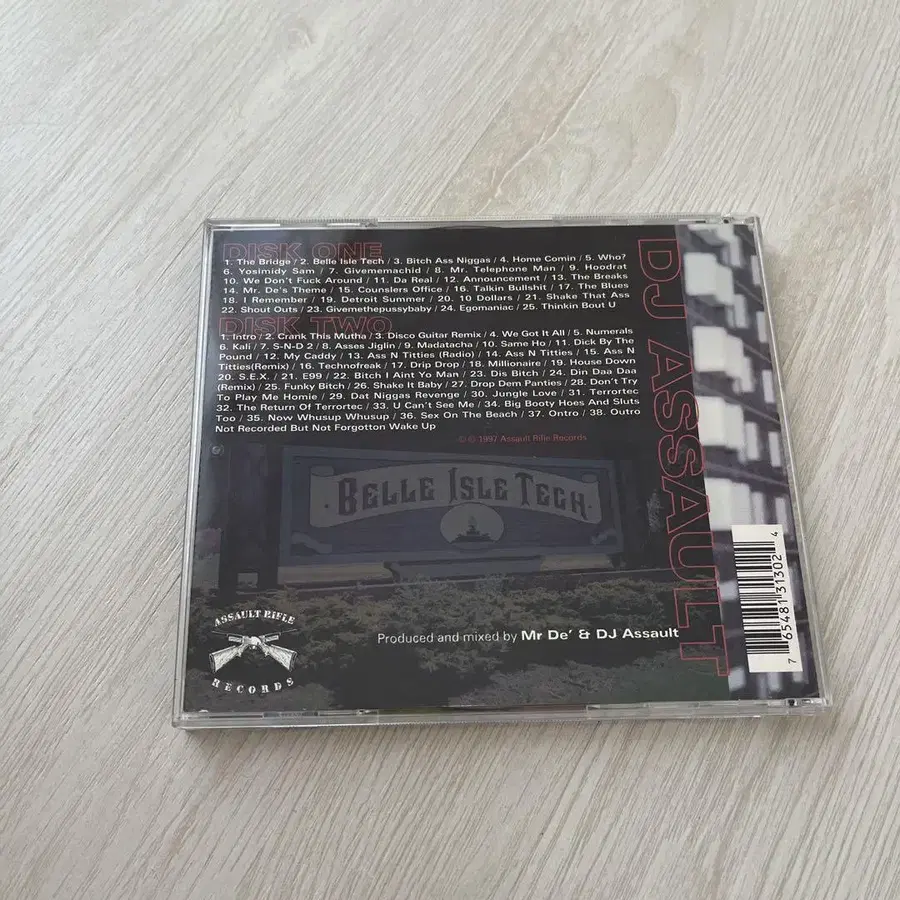 DISK ONE
1. The Bridge / 2. Belle Isle Tech / 3. Bitch Ass Niggas / 4. Home Comin / 5. Who?
6. Yosimidy Sam / 7. Givememachid / 8. Mr. Telephone Man / 9. Hoodrat
10. We Don't Fuck Around / 11. Da Real / 12. Announcement / 13. The Breaks
14. Mr. De's Theme / 15. Counslers Office / 16. Talkin Bullshit / 17. The Blues
18. I Remember / 19. Detroit Summer / 20. 10 Dollars / 21. Shake That Ass
22. Shout Outs / 23. Givemethepussybaby / 24. Egomaniac / 25. Thinkin Bout U
DISK TWO
1. Intro / 2. Crank This Mutha / 3. Disco Guitar Remix / 4. We Got It All / 5. Numerals
6. Kali / 7. S-N-D 2 / 8. Asses Jiglin / 9. Madatacha / 10. Same Ho / 11. Dick By The
Pound / 12. My Caddy / 13. Ass N Titties (Radio) / 14. Ass N Titties / 15. Ass N
Titties(Remix) / 16. Technofreak / 17. Drip Drop / 18. Millionaire / 19. House Down
20. S.E.X. / 21. E99 / 22. Bitch I Aint Yo Man / 23. Dis Bitch / 24. Din Daa Daa
(Remix) / 25. Funky Bitch / 26. Shake It Baby / 27. Drop Dem Panties / 28. Don't Try
To Play Me Homie / 29. Dat Niggas Revenge / 30. Jungle Love / 31. Terrortec
32. The Return Of Terrortec / 33. U Can't See Me / 34. Big Booty Hoes And Sluts
Too / 35. Now Whusup Whusup / 36. Sex On The Beach / 37. Ontro / 38. Outro
Not Recorded But Not Forgotton Wake Up
℗ © 1997 Assault Rifle Records
·BELLE ISLE TECH·
Produced and mixed by Mr De' & DJ Assault
ASSAULT RIFLE
RECORDS
DJ ASSAULT
7 65481 31302 4